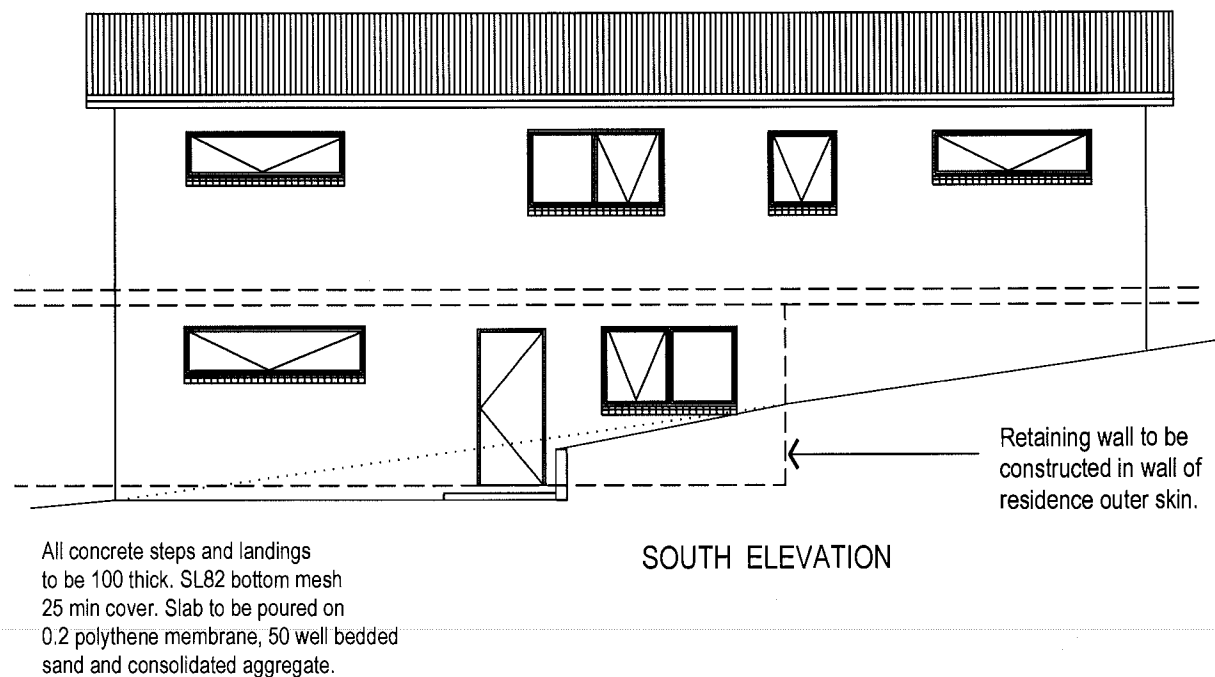 Retaining wall to be
constructed in wall of
residence outer skin.
SOUTH ELEVATION
All concrete steps and landings
to be 100 thick. SL82 bottom mesh
25 min cover. Slab to be poured on
0.2 polythene membrane, 50 well bedded
sand and consolidated aggregate.